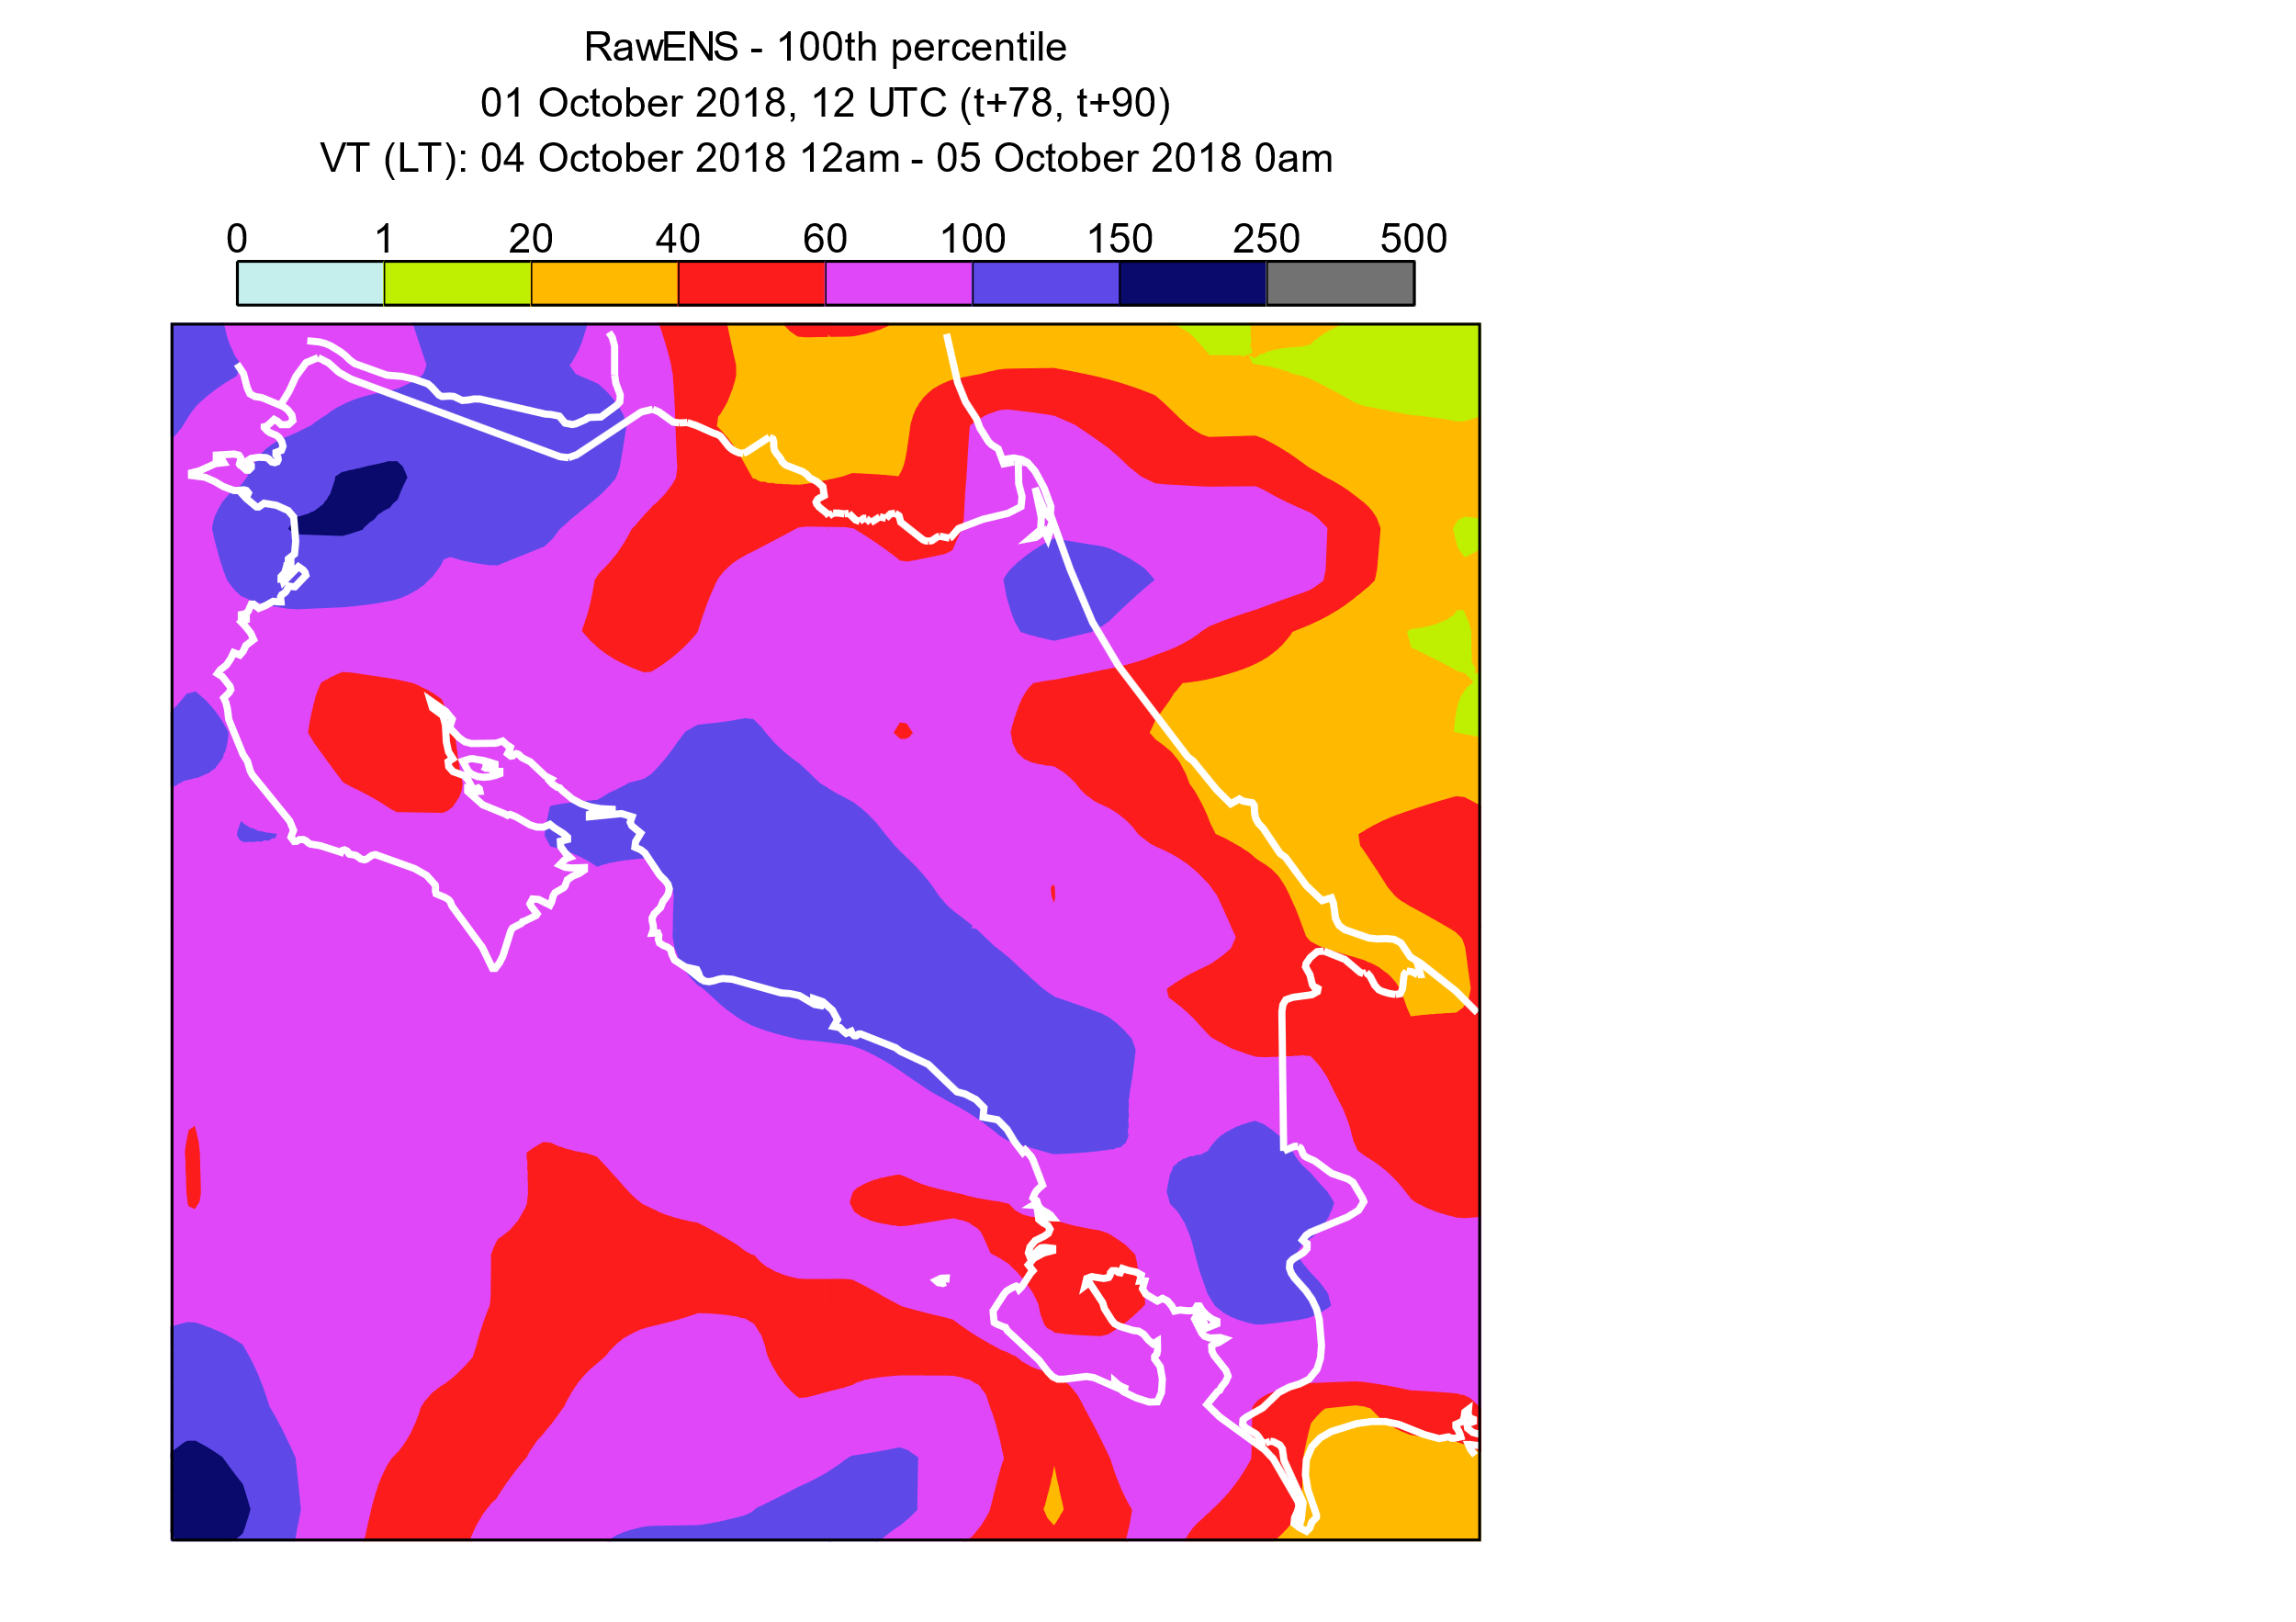 RawENS - 100th percentile
01 October 2018, 12 UTC (t+78, t+90)
VT (LT): 04 October 2018 12am - 05 October 2018 0am
0 1 20 40 60 100 150 250 500